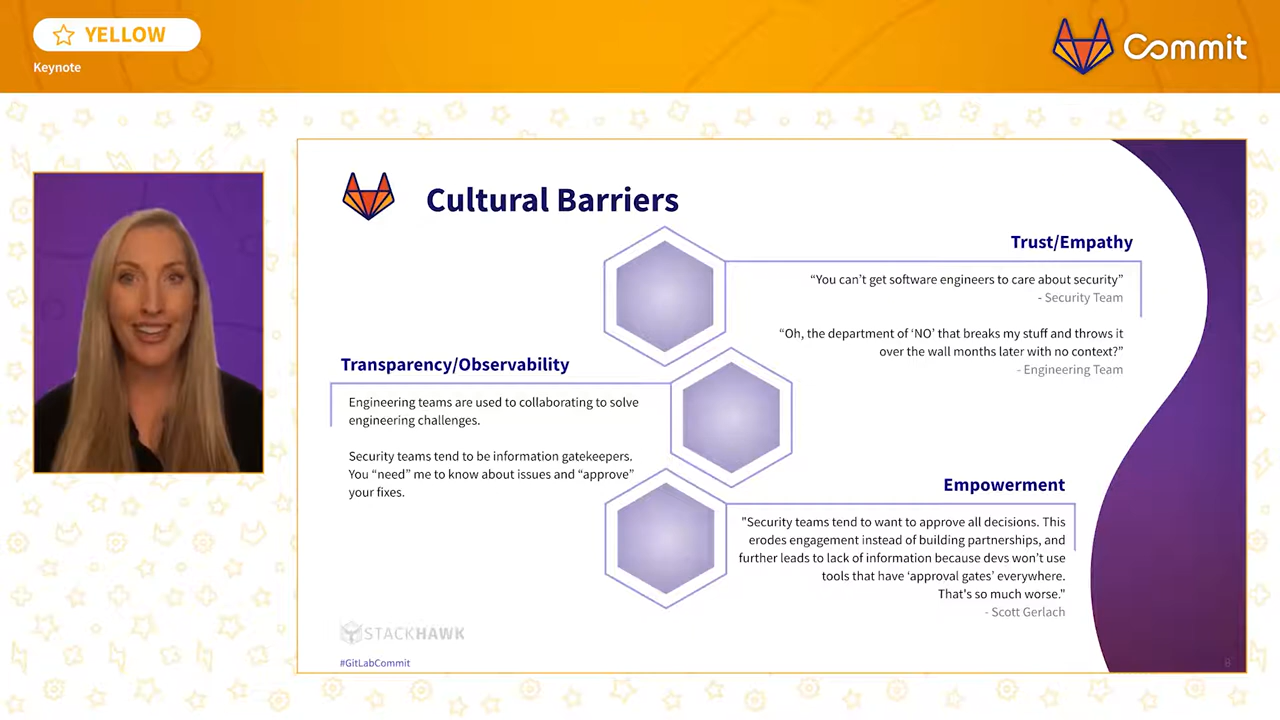 YELLOW
Keynote
Commit
Cultural Barriers
Trust/Empathy
“You can’t get software engineers to care about security”
- Security Team
“Oh, the department of ‘NO’ that breaks my stuff and throws it
over the wall months later with no context?”
- Engineering Team
Transparency/Observability
Engineering teams are used to collaborating to solve
engineering challenges.
Security teams tend to be information gatekeepers.
You “need” me to know about issues and “approve”
your fixes.
Empowerment
"Security teams tend to want to approve all decisions. This
erodes engagement instead of building partnerships, and
further leads to lack of information because devs won’t use
tools that have ‘approval gates’ everywhere.
That's so much worse."
- Scott Gerlach
STACKHAWK
#GitLabCommit
8